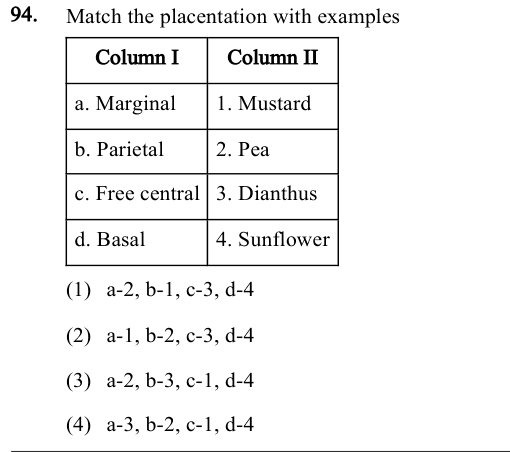 94. Match the placentation with examples
Column I Column II
a. Marginal 1. Mustard
b. Parietal 2. Pea
c. Free central 3. Dianthus
d. Basal 4. Sunflower
(1) a-2, b-1, c-3, d-4
(2) a-1, b-2, c-3, d-4
(3) a-2, b-3, c-1, d-4
(4) a-3, b-2, c-1, d-4